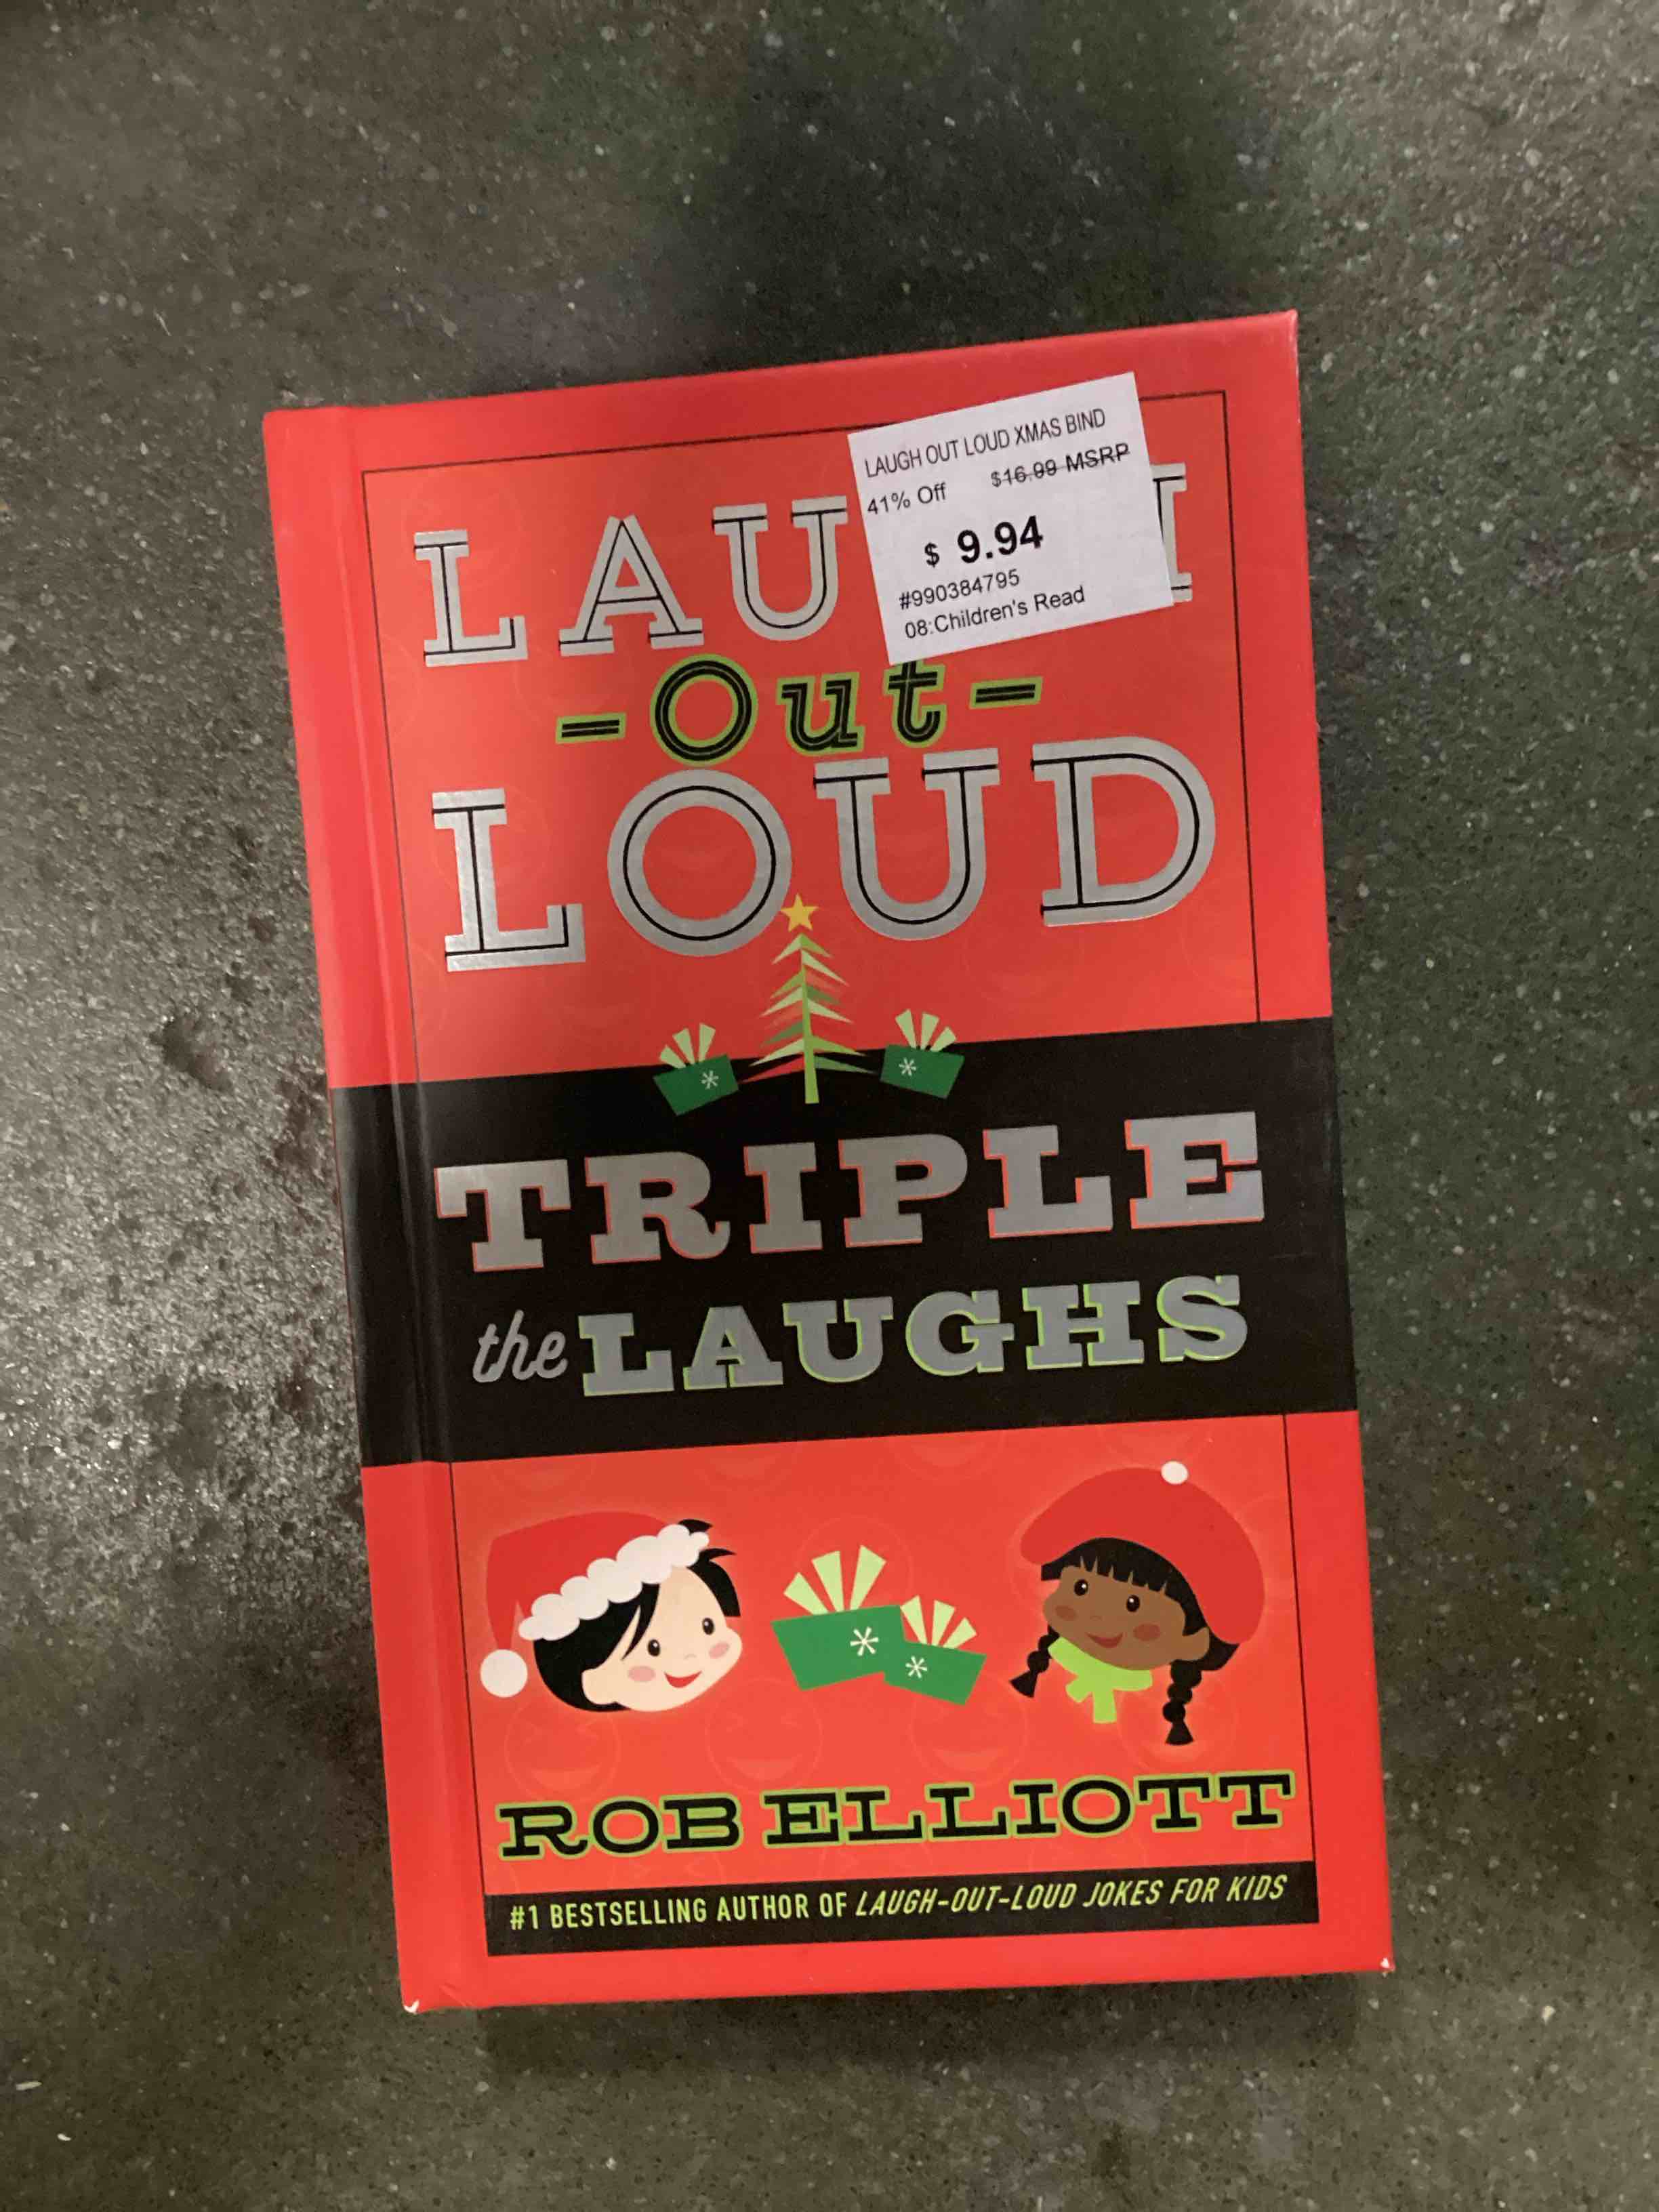 LAUGH OUT LOUD XMAS BIND
41% Off $16.99 MSRP
$ 9.94
#990384795
08:Children's Read
LAU
-Out-
LOUD
TRIPLE
the LAUGHS
ROB ELLIOTT
#1 BESTSELLING AUTHOR OF LAUGH-OUT-LOUD JOKES FOR KIDS